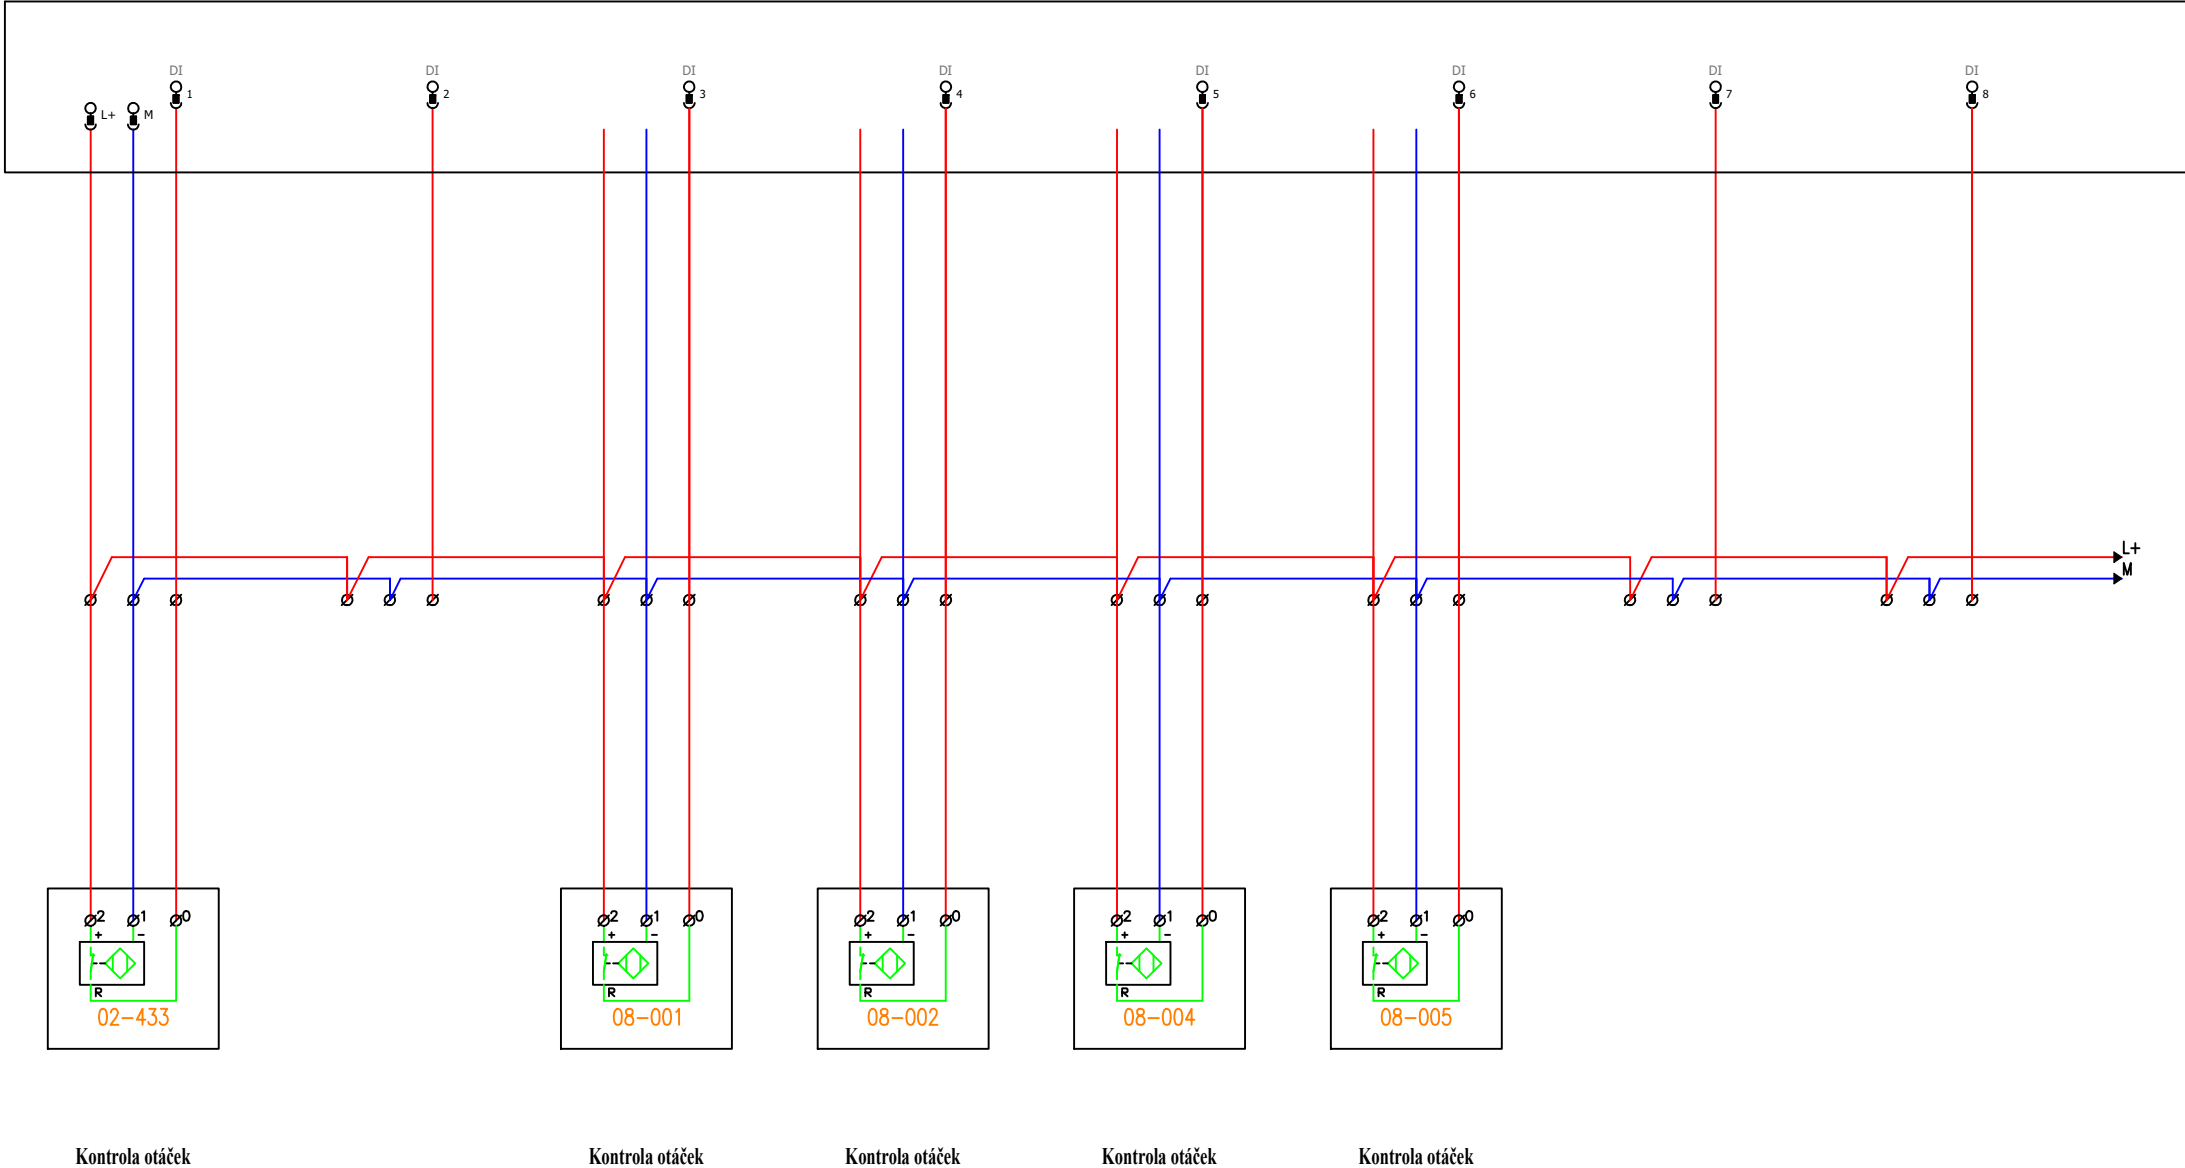 DI DI DI DI DI DI DI DI
1 2 3 4 5 6 7 8
L+ M
L+
M
2 1 0 2 1 0 2 1 0 2 1 0 2 1 0
+ - + - + - + - + -
R R R R R
02-433 08-001 08-002 08-004 08-005
Kontrola otáček Kontrola otáček Kontrola otáček Kontrola otáček Kontrola otáček